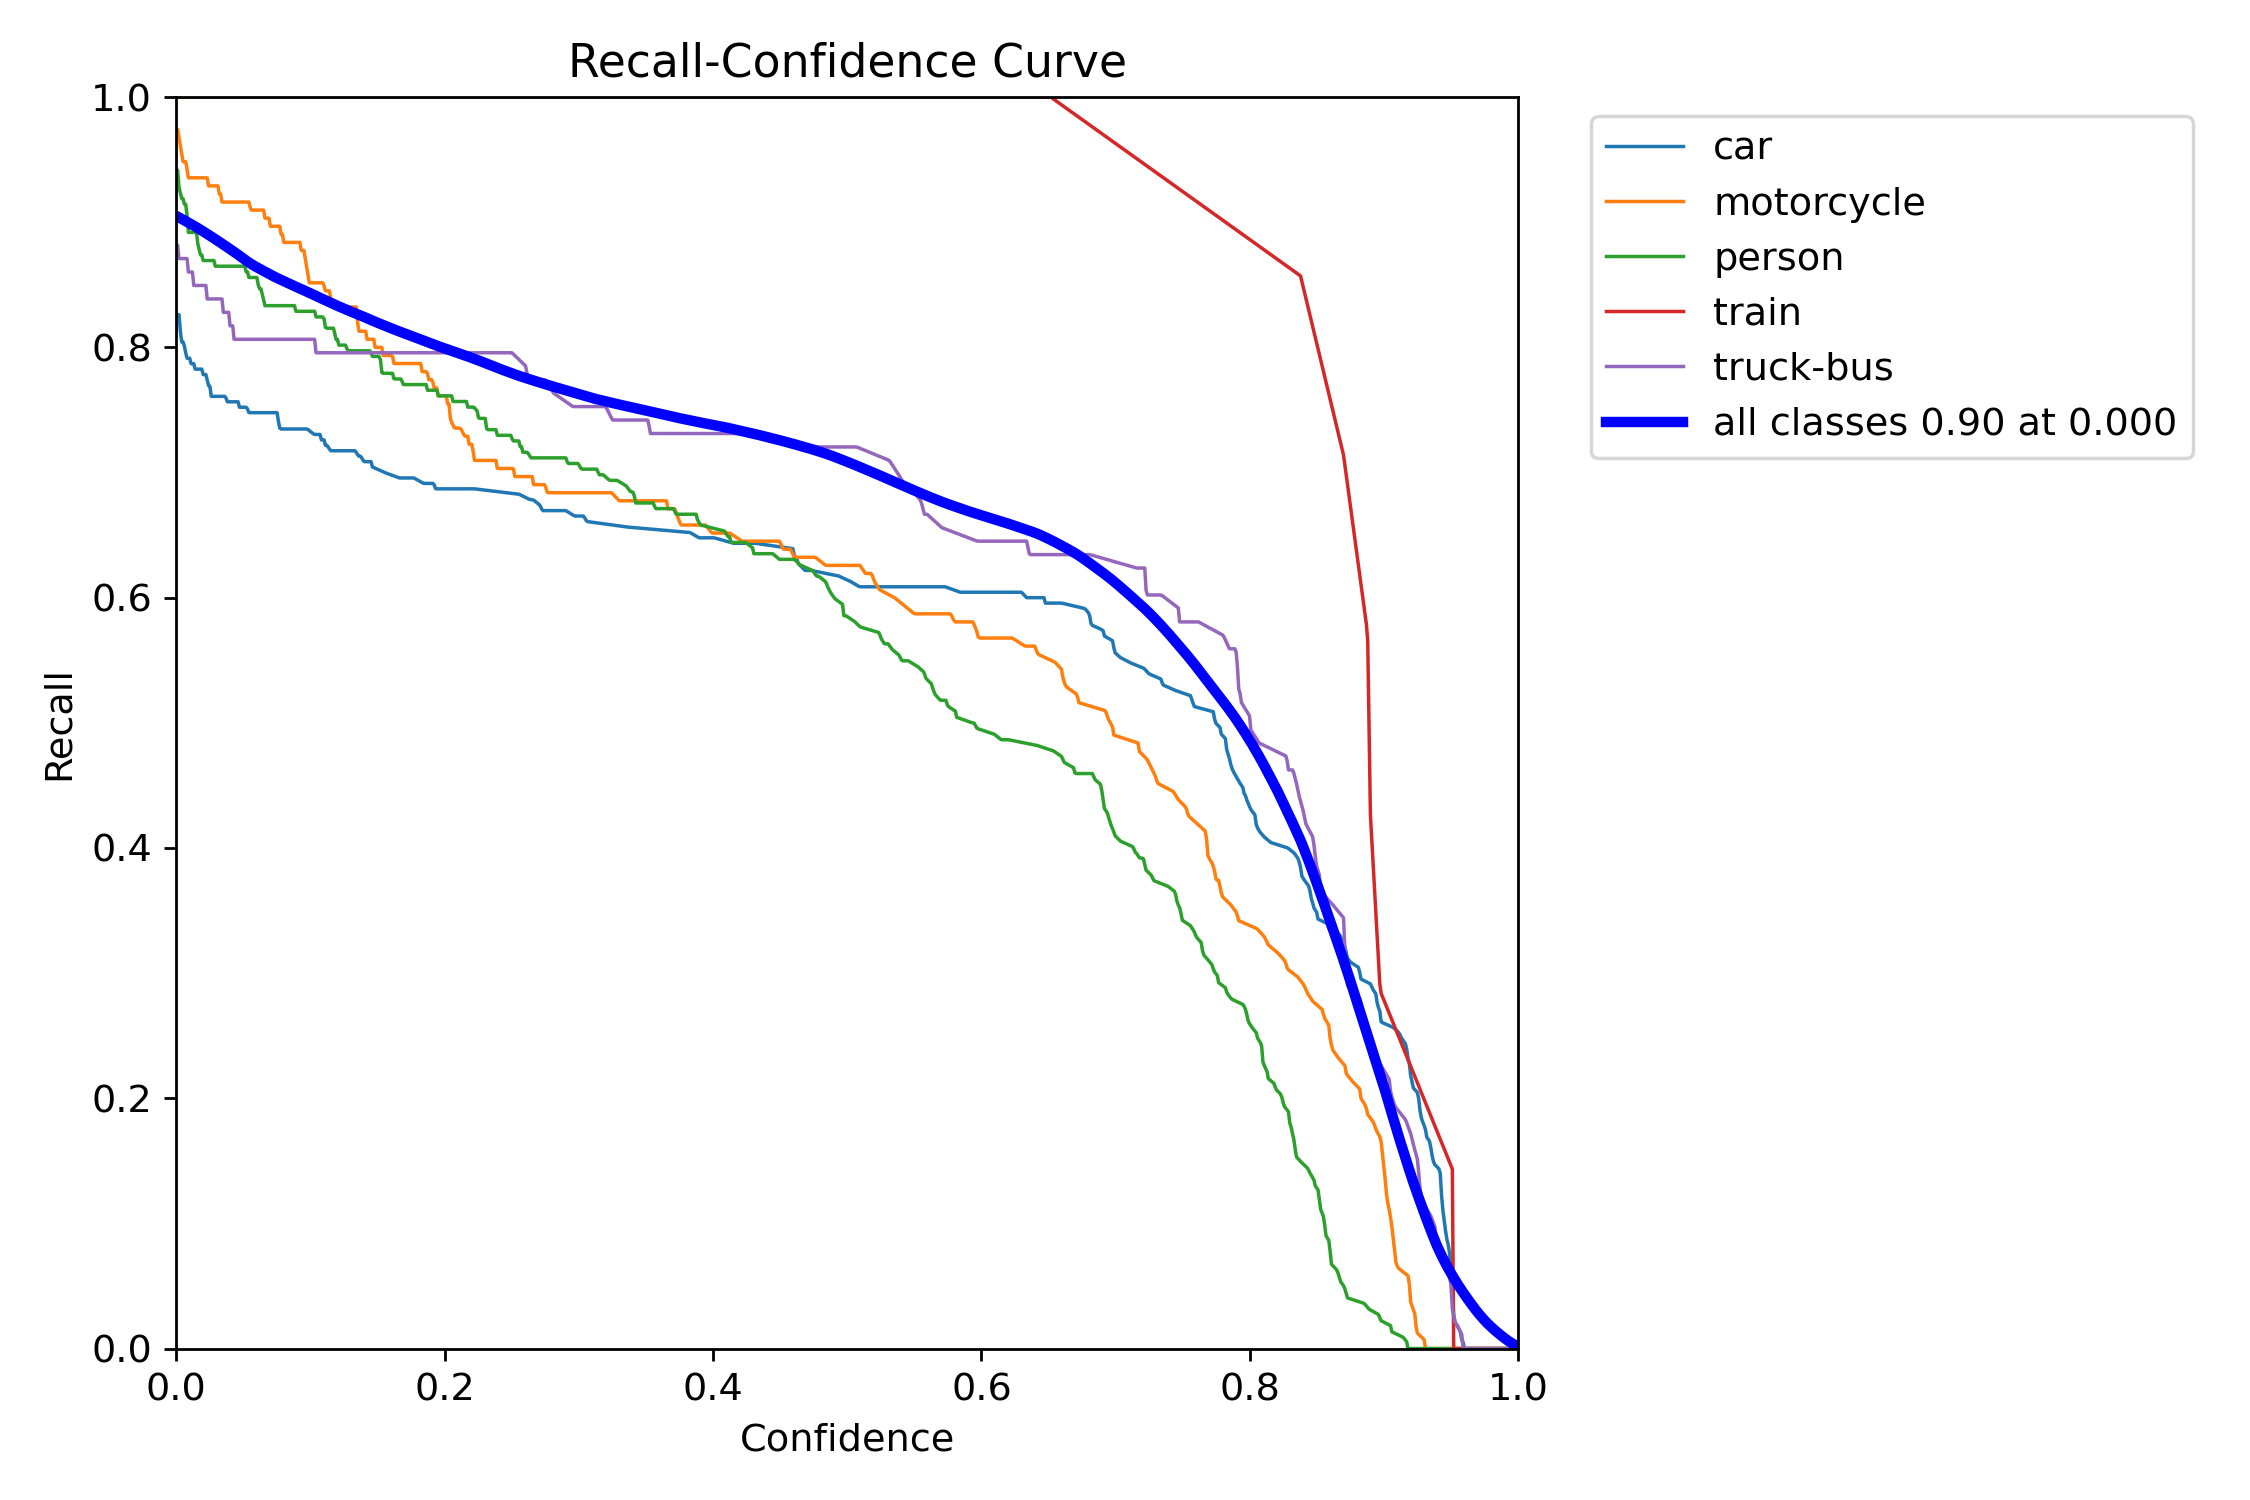 Recall-Confidence Curve
1.0
0.8
0.6
0.4
0.2
0.0
Recall
0.0 0.2 0.4 0.6 0.8 1.0
Confidence
car
motorcycle
person
train
truck-bus
all classes 0.90 at 0.000